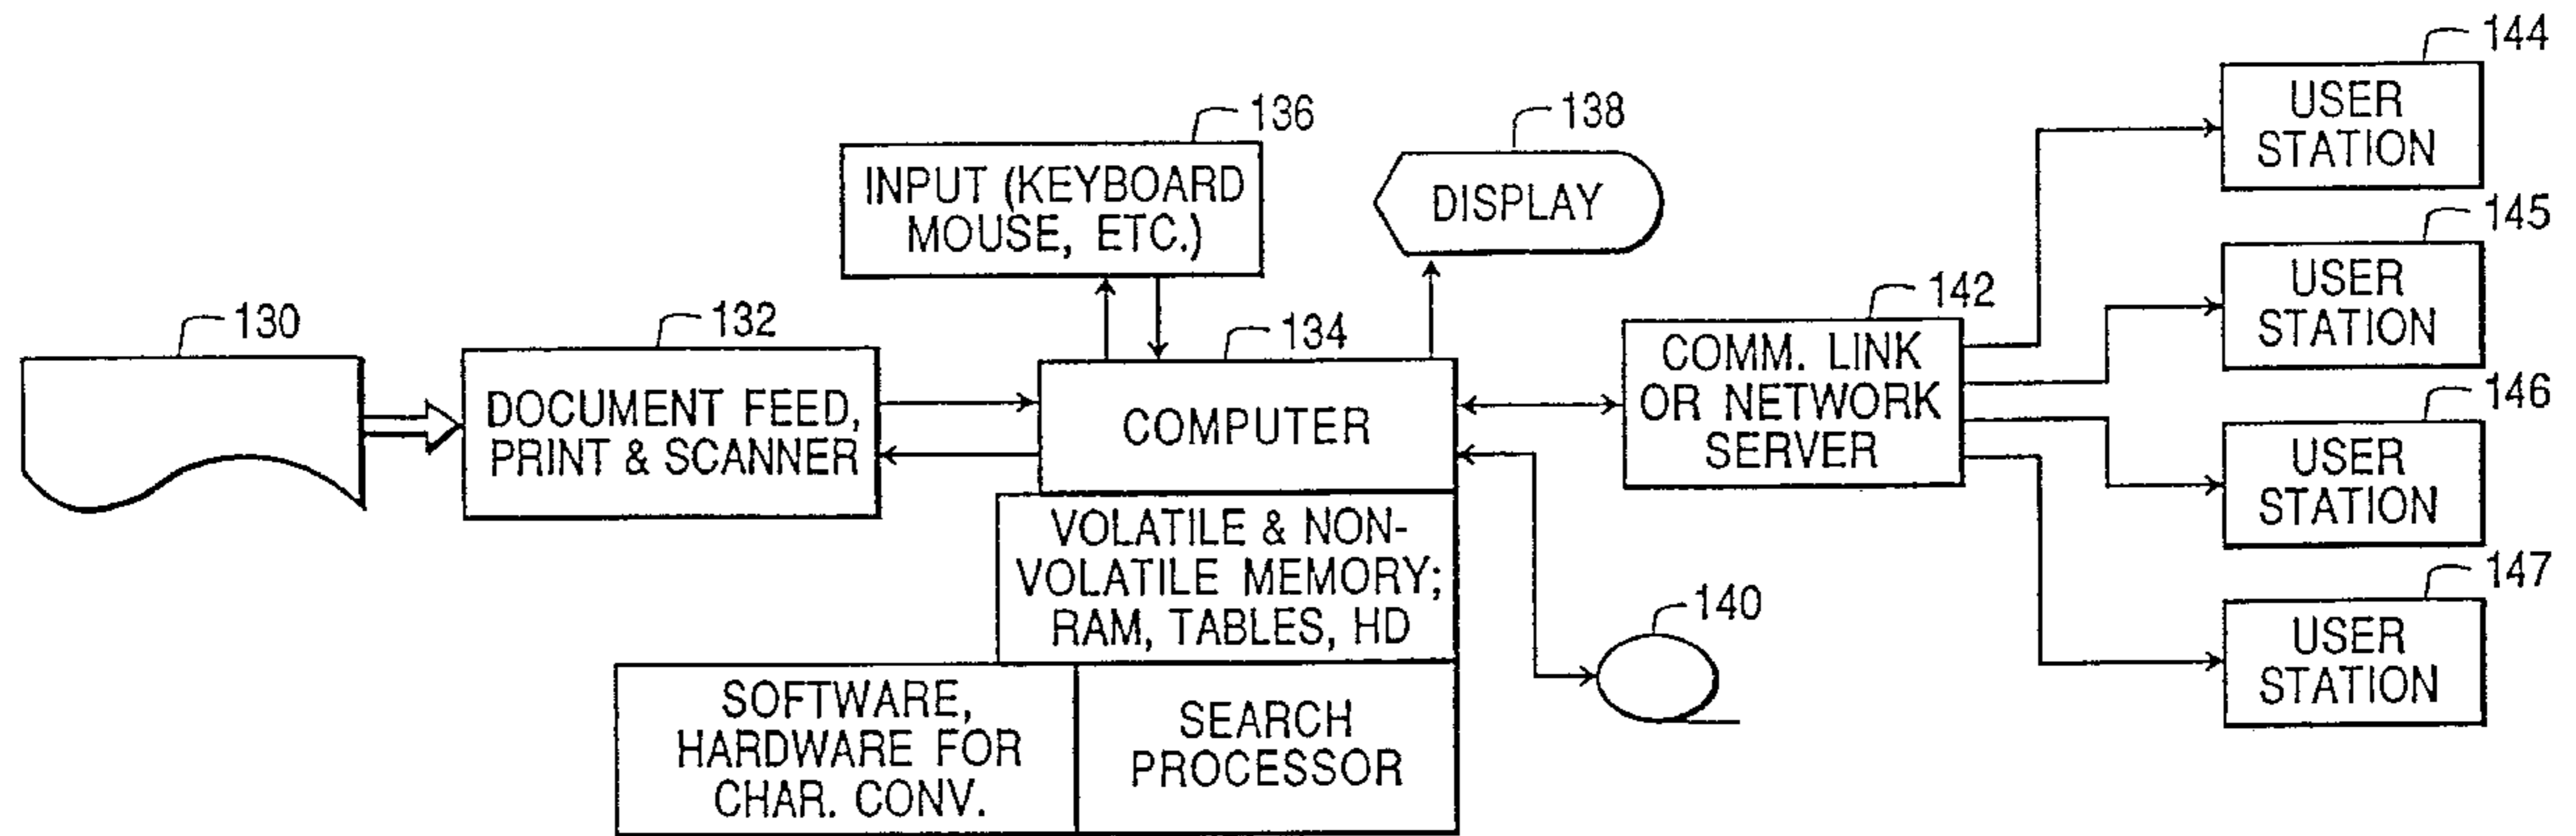 130
132
DOCUMENT FEED,
PRINT & SCANNER
136
INPUT (KEYBOARD
MOUSE, ETC.)
138
DISPLAY
134
COMPUTER
VOLATILE & NON-
VOLATILE MEMORY;
RAM, TABLES, HD
SOFTWARE,
HARDWARE FOR
CHAR. CONV.
SEARCH
PROCESSOR
140
142
COMM. LINK
OR NETWORK
SERVER
144
USER
STATION
145
USER
STATION
146
USER
STATION
147
USER
STATION